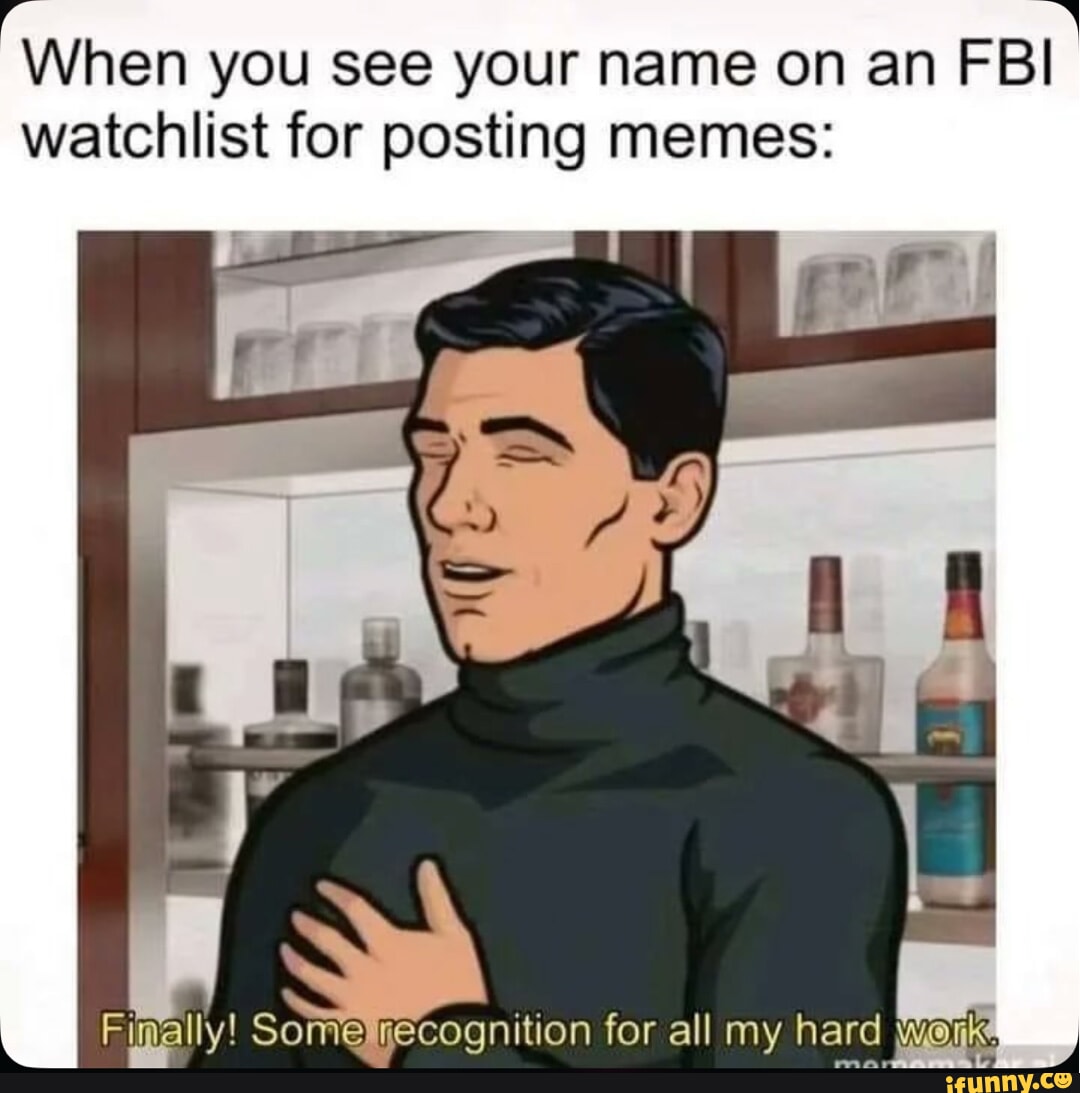 When you see your name on an FBI
watchlist for posting memes:
Finally! Some recognition for all my hard work.
ifunny.co